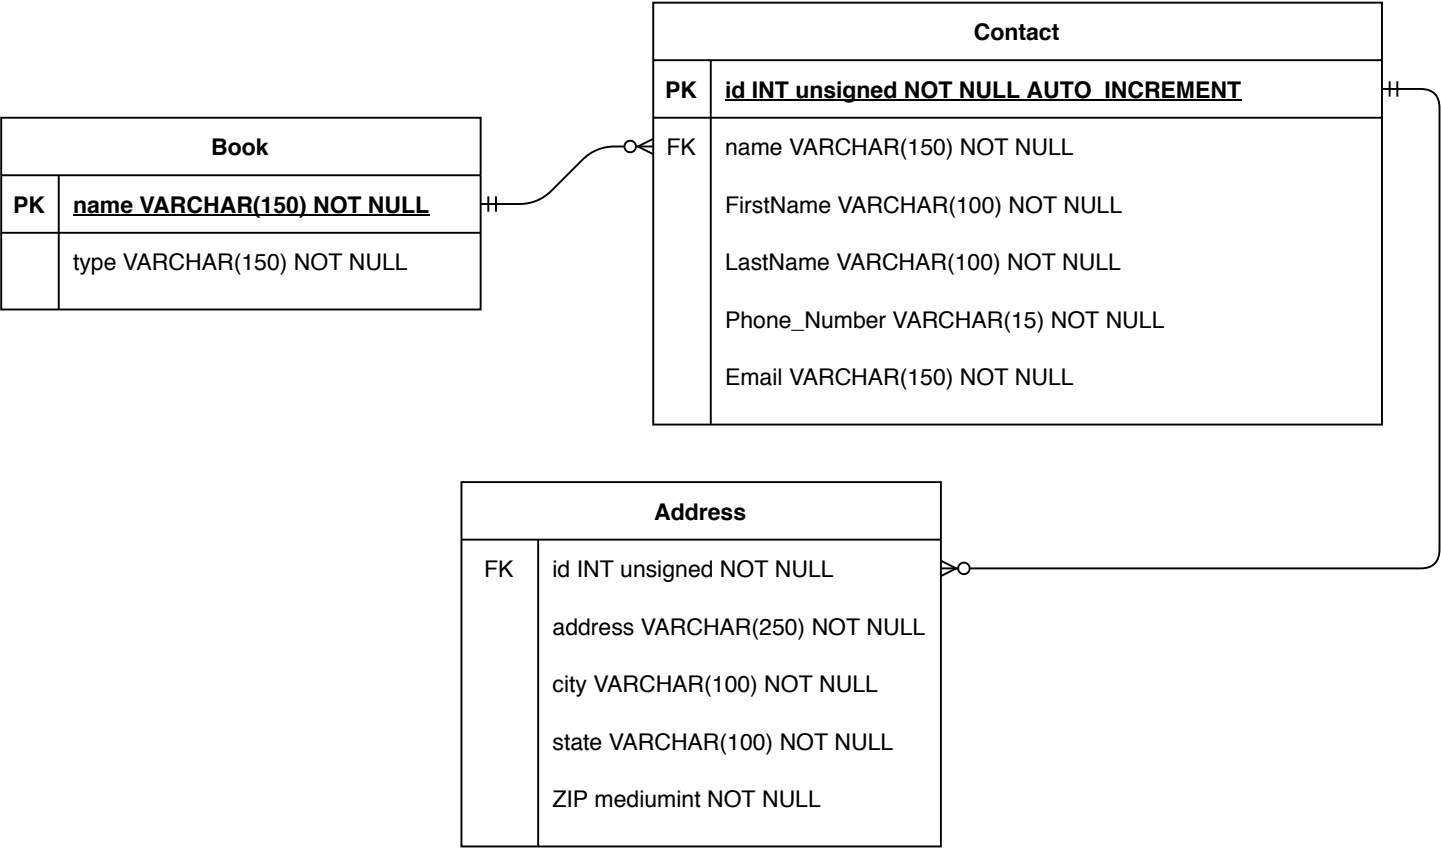 Contact
PK id INT unsigned NOT NULL AUTO_INCREMENT
FK name VARCHAR(150) NOT NULL
FirstName VARCHAR(100) NOT NULL
LastName VARCHAR(100) NOT NULL
Phone_Number VARCHAR(15) NOT NULL
Email VARCHAR(150) NOT NULL
Book
PK name VARCHAR(150) NOT NULL
type VARCHAR(150) NOT NULL
Address
FK id INT unsigned NOT NULL
address VARCHAR(250) NOT NULL
city VARCHAR(100) NOT NULL
state VARCHAR(100) NOT NULL
ZIP mediumint NOT NULL